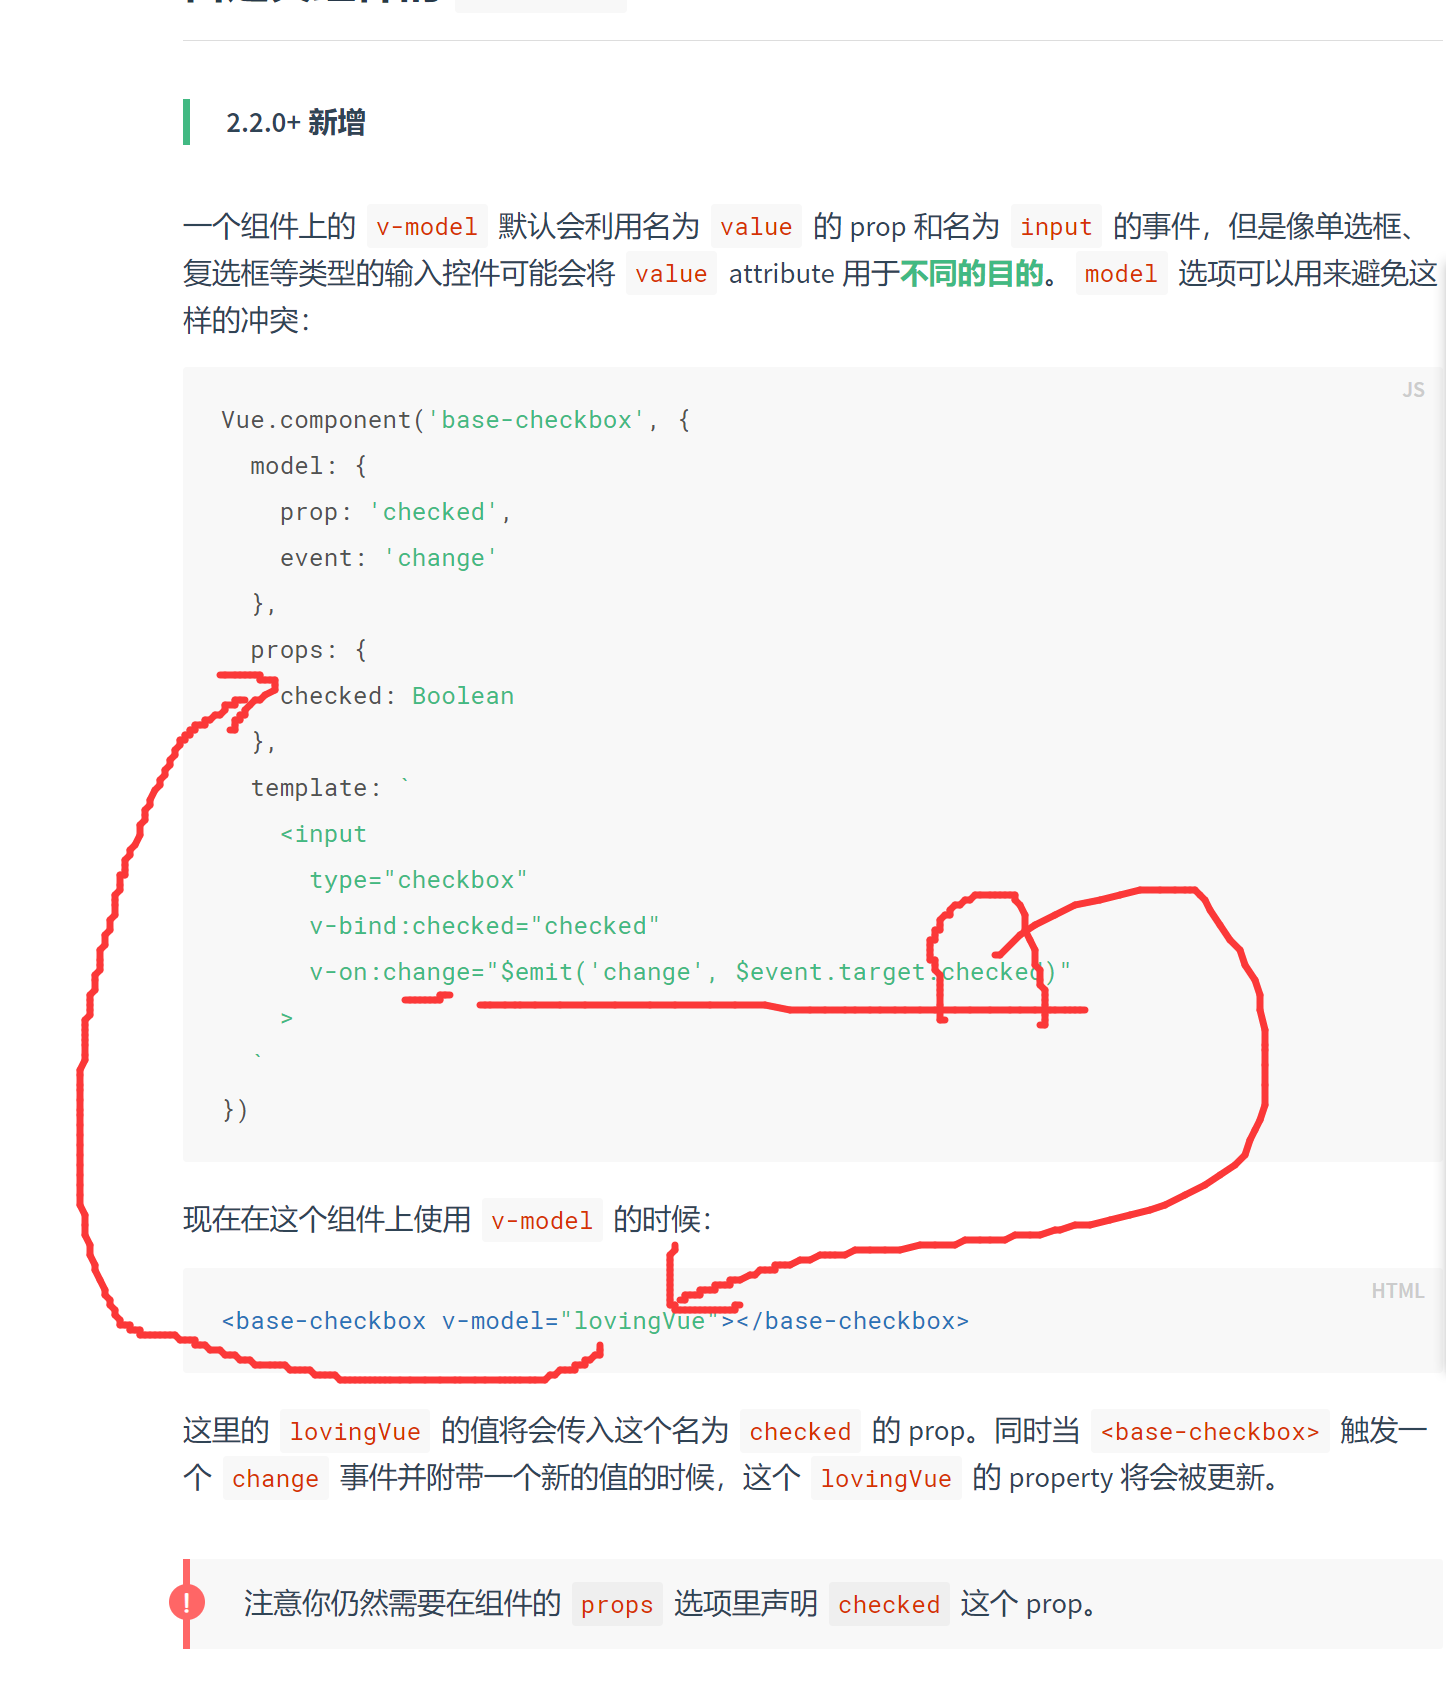 2.2.0+ 新增
一个组件上的 v-model 默认会利用名为 value 的 prop 和名为 input 的事件，但是像单选框、
复选框等类型的输入控件可能会将 value attribute 用于不同的目的。model 选项可以用来避免这
样的冲突：
JS
Vue.component('base-checkbox', {
  model: {
    prop: 'checked',
    event: 'change'
  },
  props: {
    checked: Boolean
  },
  template: `
    <input
      type="checkbox"
      v-bind:checked="checked"
      v-on:change="$emit('change', $event.target.checked)"
    >
  `
})
现在在这个组件上使用 v-model 的时候：
HTML
<base-checkbox v-model="lovingVue"></base-checkbox>
这里的 lovingVue 的值将会传入这个名为 checked 的 prop。同时当 <base-checkbox> 触发一
个 change 事件并附带一个新的值的时候，这个 lovingVue 的 property 将会被更新。
!
注意你仍然需要在组件的 props 选项里声明 checked 这个 prop。